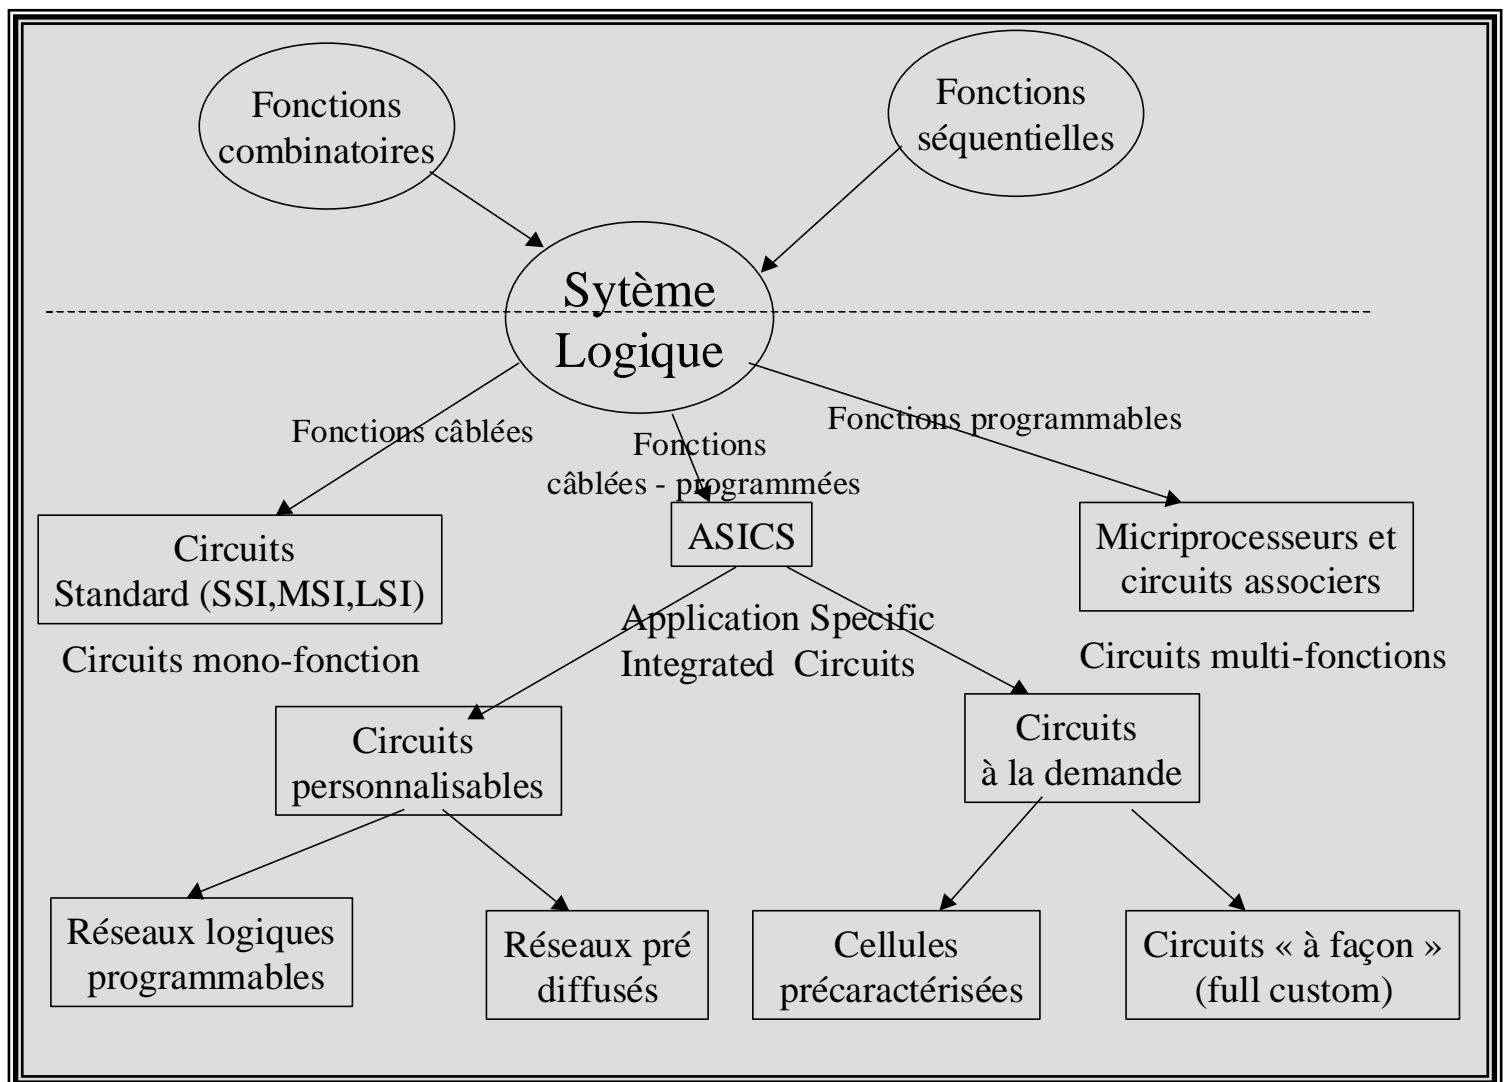 Fonctions
combinatoires
Fonctions
séquentielles
Sytème
Logique
Fonctions câblées
Fonctions
câblées - programmées
Fonctions programmables
Circuits
Standard (SSI,MSI,LSI)
ASICS
Micriprocesseurs et
circuits associers
Circuits mono-fonction
Application Specific
Integrated Circuits
Circuits multi-fonctions
Circuits
personnalisables
Circuits
à la demande
Réseaux logiques
programmables
Réseaux pré
diffusés
Cellules
précaractérisées
Circuits « à façon »
(full custom)